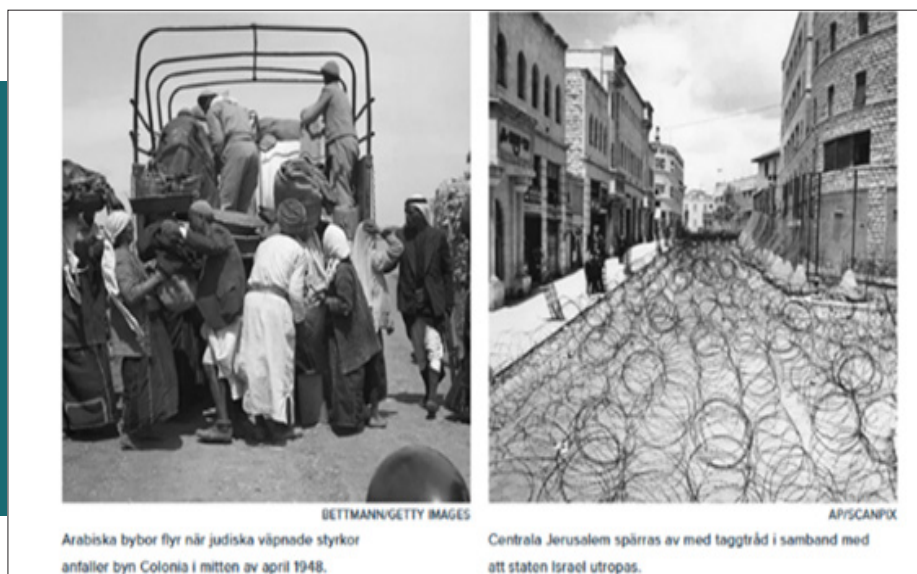 BETTMANN/GETTY IMAGES
Arabiska bybor flyr när judiska väpnade styrkor
anfaller byn Colonia i mitten av april 1948.
AP/SCANPIX
Centrala Jerusalem spärras av med taggtråd i samband med
att staten Israel utropas.